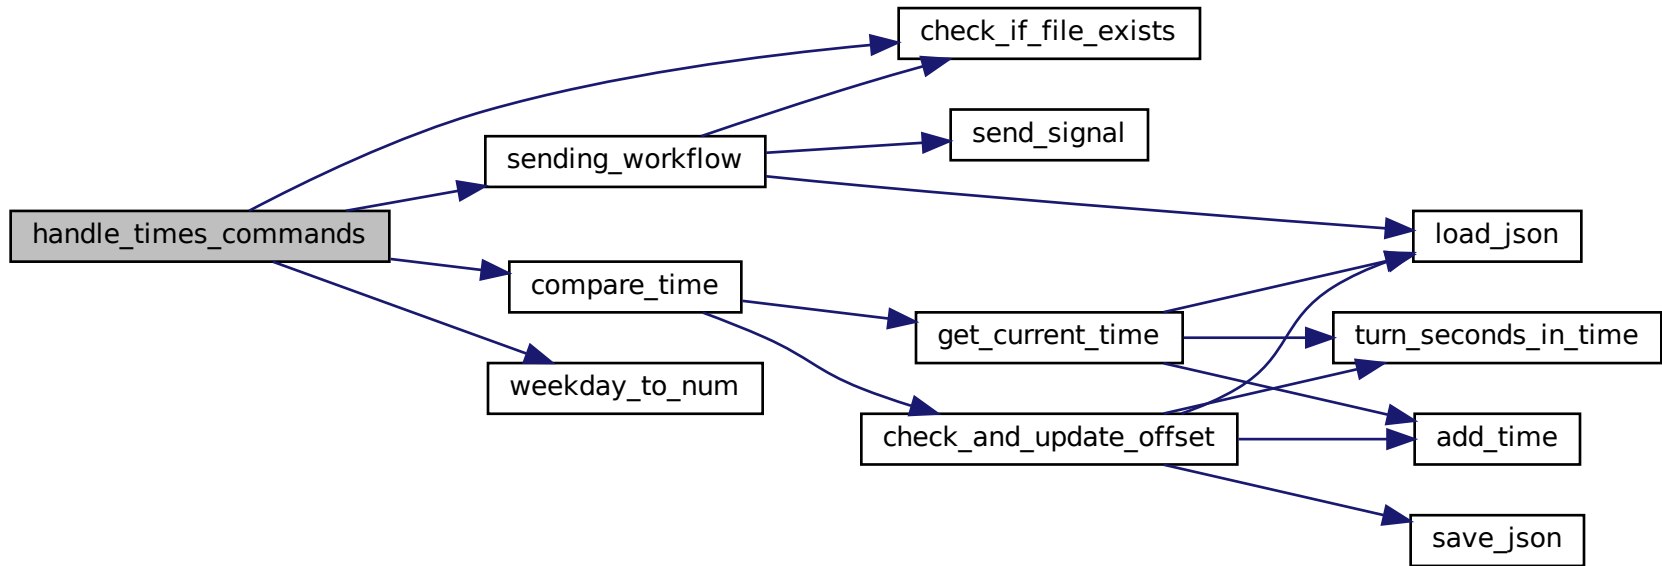 check_if_file_exists
send_signal
sending_workflow
handle_times_commands
load_json
compare_time
get_current_time
turn_seconds_in_time
weekday_to_num
check_and_update_offset
add_time
save_json